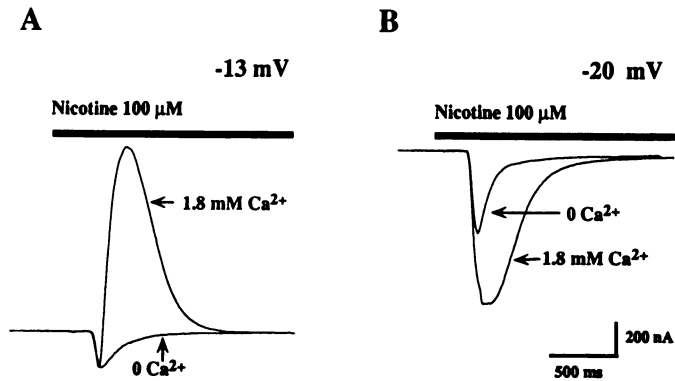 A
-13 mV
Nicotine 100 μM
1.8 mM Ca²⁺
0 Ca²⁺
B
-20 mV
Nicotine 100 μM
0 Ca²⁺
1.8 mM Ca²⁺
200 nA
500 ms